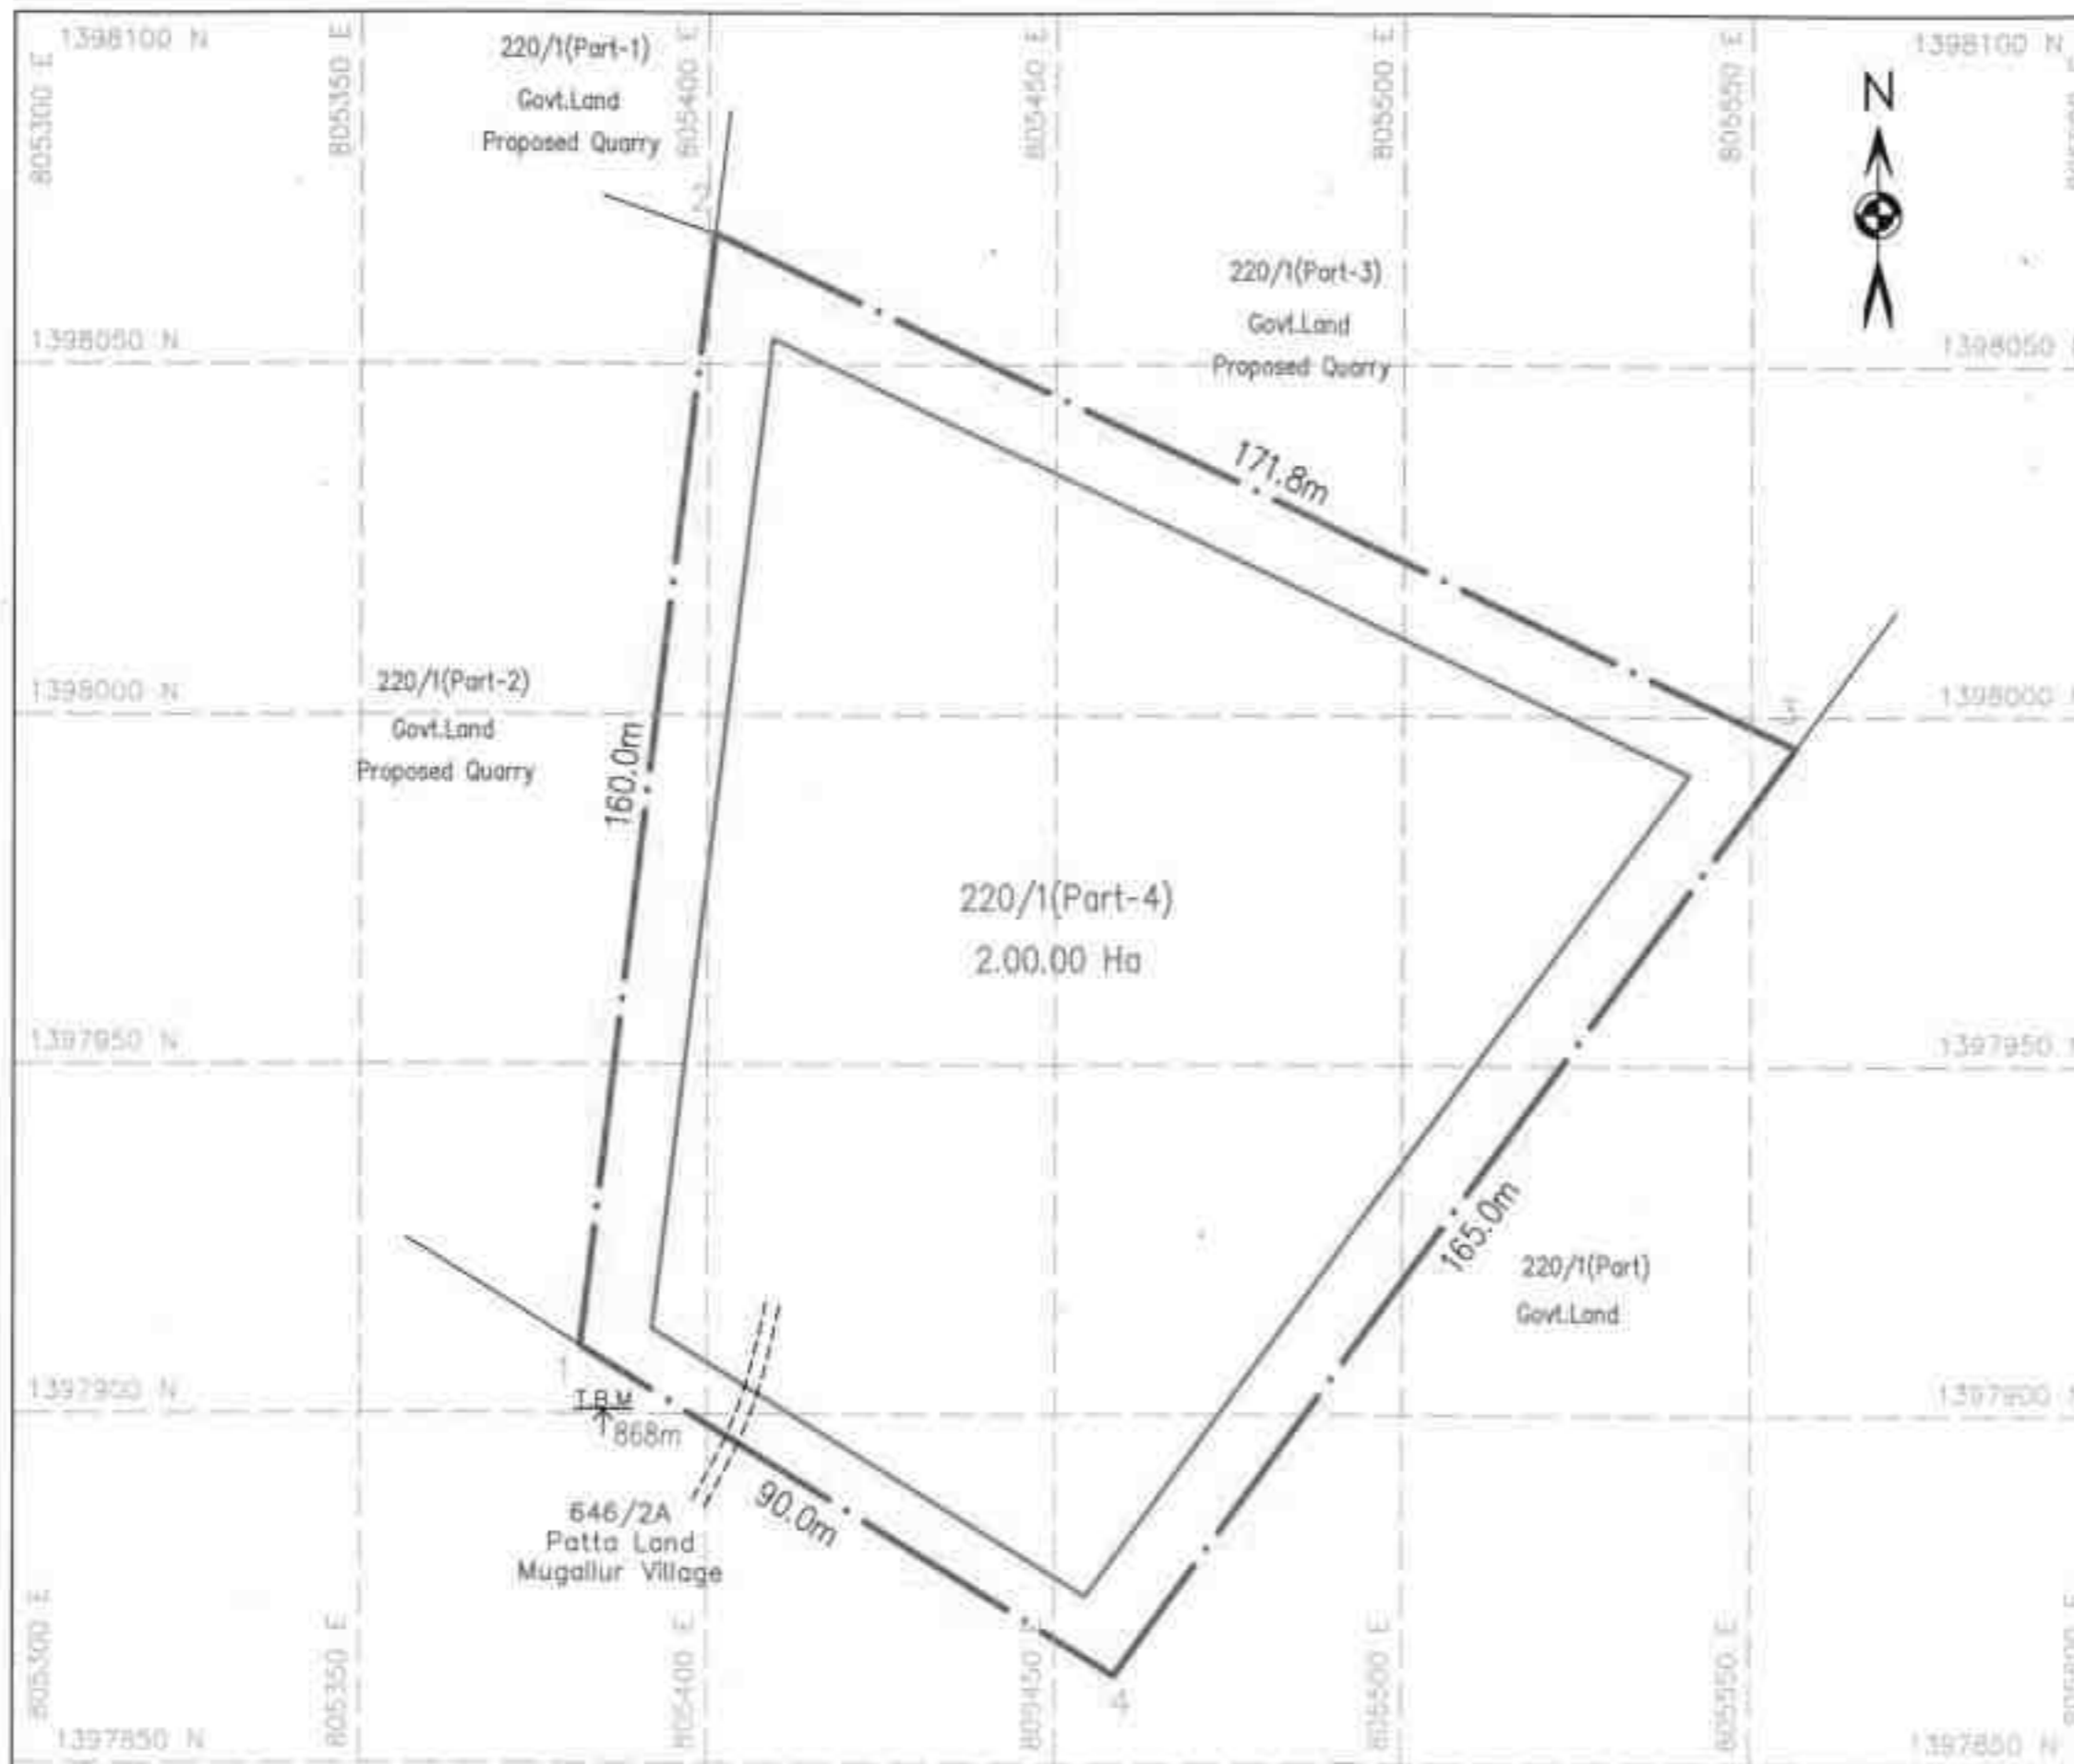 1398100 N
805300 E
805350 E
220/1(Part-1)
Govt.Land
Proposed Quarry
805400 E
805450 E
805500 E
805550 E
1398100 N
N
2
220/1(Part-3)
Govt.Land
Proposed Quarry
1398050 N
1398050
171.8m
220/1(Part-2)
Govt.Land
Proposed Quarry
1398000 N
1398000
3
160.0m
220/1(Part-4)
2.00.00 Ha
1397950 N
1397950
165.0m
220/1(Part)
Govt.Land
1
1397900 N
1397900
T.B.M
868m
90.0m
646/2A
Patta Land
Mugallur Village
4
805300 E
805350 E
805400 E
805450 E
805500 E
805550 E
1397850 N
1397850 N